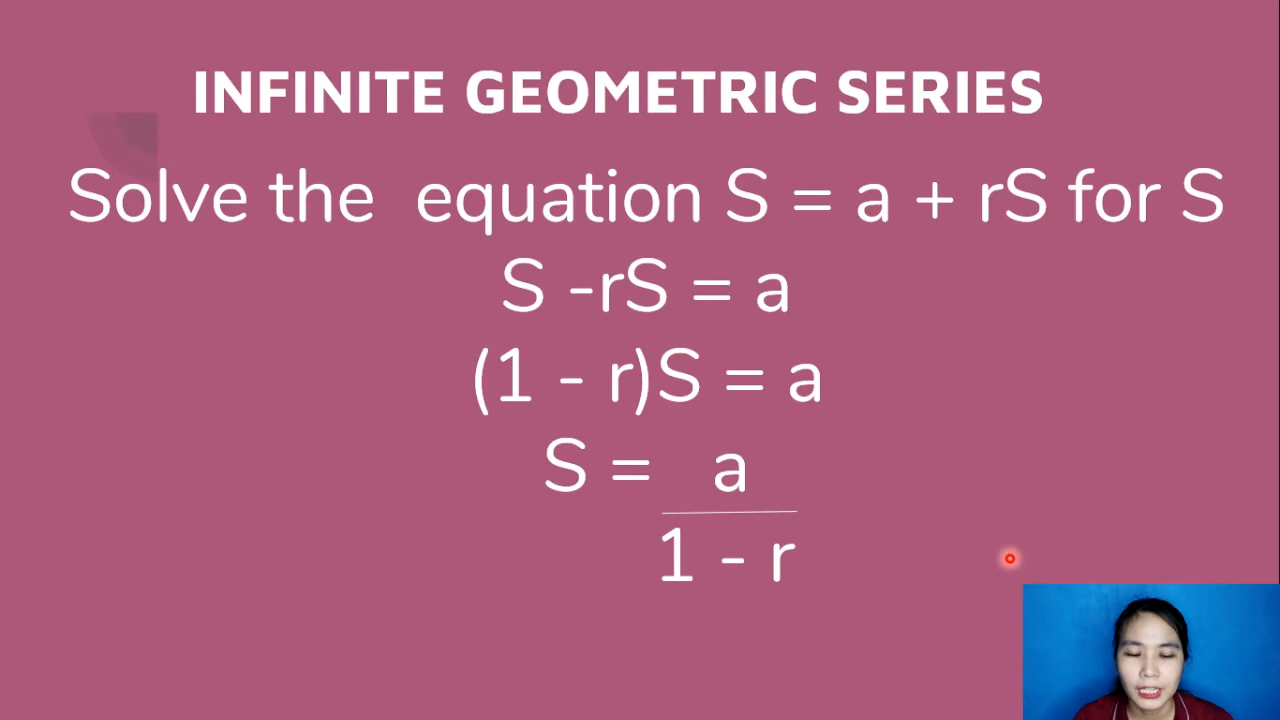 INFINITE GEOMETRIC SERIES
Solve the equation S = a + rS for S
S -rS = a
(1 - r)S = a
S = a
1 - r